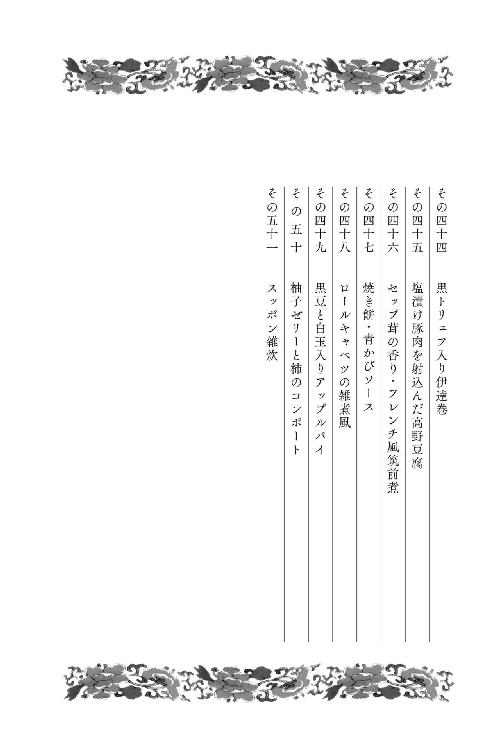 その四十四 黒トリュフ入り伊達巻
その四十五 塩漬け豚肉を射込んだ高野豆腐
その四十六 セップ茸の香り・フレンチ風筑前煮
その四十七 焼き餅・青かびソース
その四十八 ロールキャベツの雑煮風
その四十九 黒豆と白玉入りアップルパイ
その五十 柚子ゼリーと柿のコンポート
その五十一 スッポン雑炊